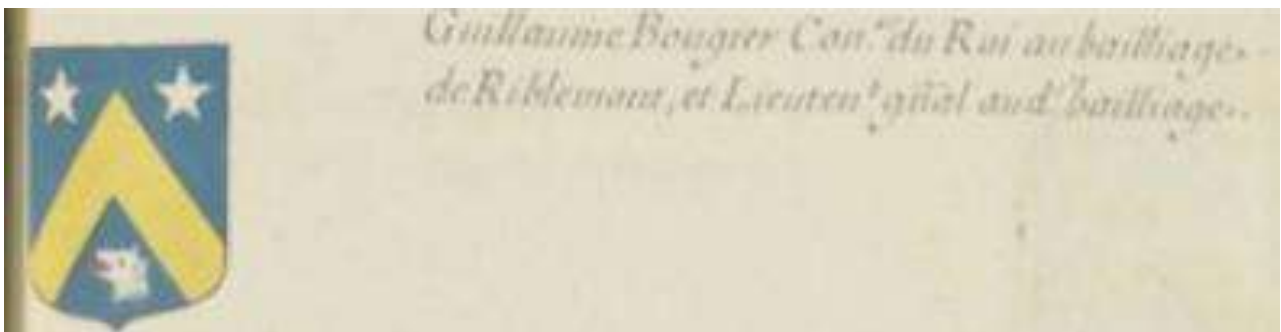 Guillaume Bougier Con.er du Roi au bailliage
de Riblemont, et Lieuten.t gñal aud.t bailliage